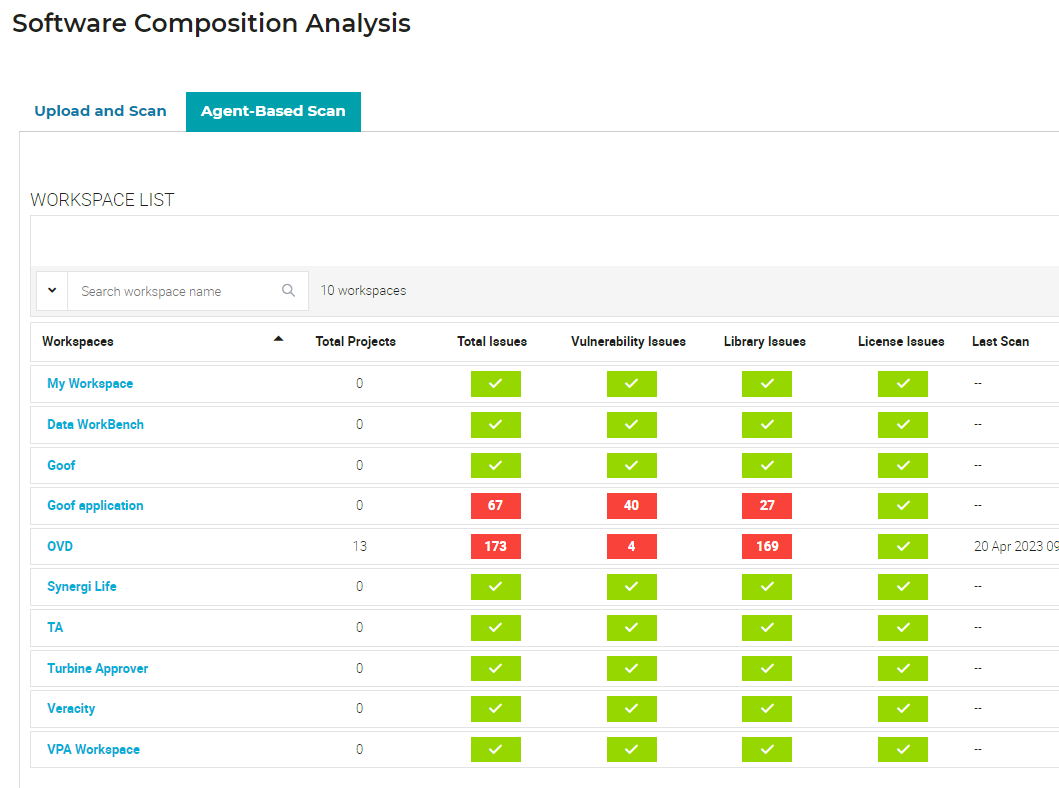 Software Composition Analysis
Upload and Scan Agent-Based Scan
WORKSPACE LIST
Search workspace name 10 workspaces
Workspaces Total Projects Total Issues Vulnerability Issues Library Issues License Issues Last Scan
My Workspace 0 --
Data WorkBench 0 --
Goof 0 --
Goof application 0 67 40 27 --
OVD 13 173 4 169 20 Apr 2023 09
Synergi Life 0 --
TA 0 --
Turbine Approver 0 --
Veracity 0 --
VPA Workspace 0 --